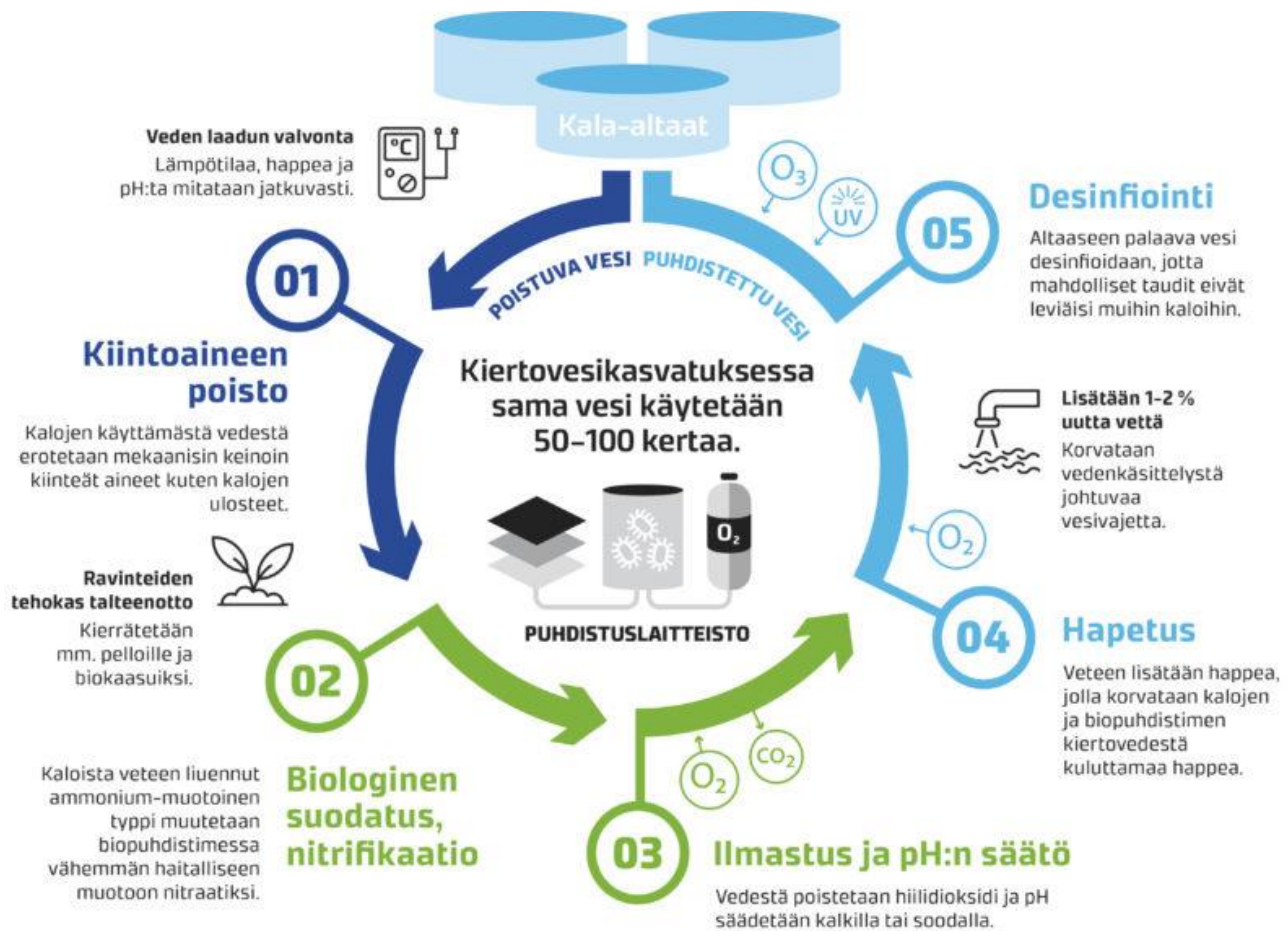 Kala-altaat
Veden laadun valvonta
Lämpötilaa, happea ja
pH:ta mitataan jatkuvasti.
°C
POISTUVA VESI
PUHDISTETTU VESI
01
Kiintoaineen
poisto
Kalojen käyttämästä vedestä
erotetaan mekaanisin keinoin
kiinteät aineet kuten kalojen
ulosteet.
Ravinteiden
tehokas talteenotto
Kierrätetään
mm. pelloille ja
biokaasuiksi.
02
Biologinen
suodatus,
nitrifikaatio
Kaloista veteen liuennut
ammonium-muotoinen
typpi muutetaan
biopuhdistimessa
vähemmän haitalliseen
muotoon nitraatiksi.
Kiertovesikasvatuksessa
sama vesi käytetään
50–100 kertaa.
O₂
PUHDISTUSLAITTEISTO
03
Ilmastus ja pH:n säätö
Vedestä poistetaan hiilidioksidi ja pH
säädetään kalkilla tai soodalla.
O₂
CO₂
04
Hapetus
Veteen lisätään happea,
jolla korvataan kalojen
ja biopuhdistimen
kiertovedestä
kuluttamaa happea.
O₂
Lisätään 1-2 %
uutta vettä
Korvataan
vedenkäsittelystä
johtuvaa
vesivajetta.
05
Desinfiointi
Altaaseen palaava vesi
desinfioidaan, jotta
mahdolliset taudit eivät
leviäisi muihin kaloihin.
O₃
UV